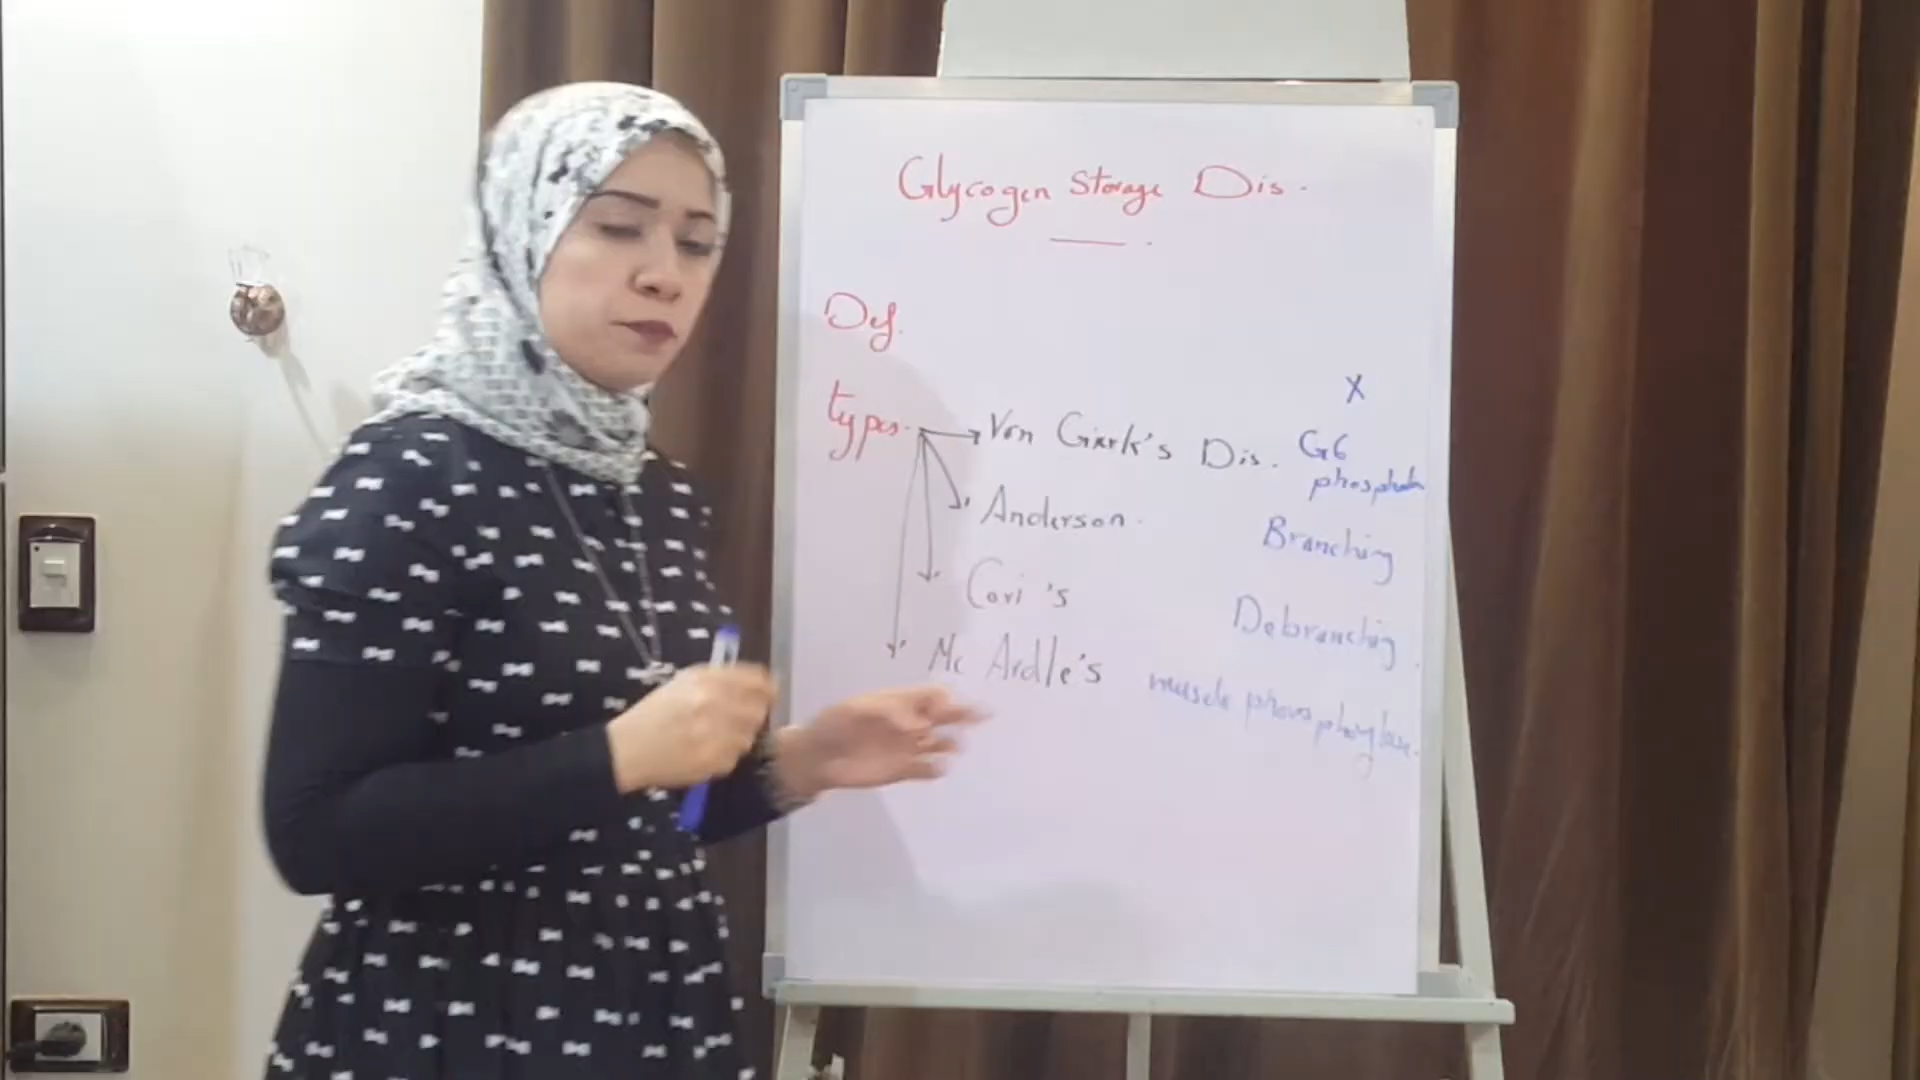 Glycogen Storage Dis.
Def.
types.
Von Gierk's Dis.
X
G6
phosphata
Anderson.
Branching
Cori's
Debranching
Mc Ardle's
muscle phosphorylase.